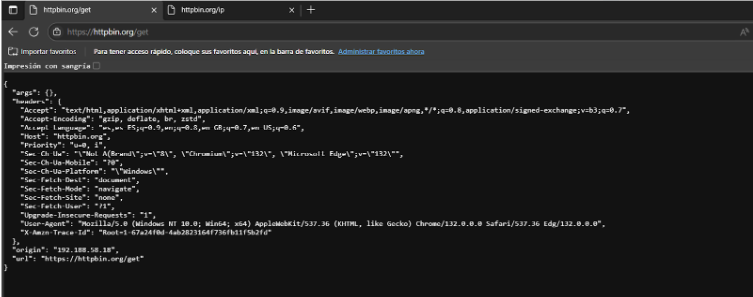 httpbin.org/get
httpbin.org/ip
https://httpbin.org/get
Importar favoritos Para tener acceso rápido, coloque sus favoritos aquí, en la barra de favoritos. Administrar favoritos ahora
Impresión con sangría
{
"args": {},
"headers": {
"Accept": "text/html,application/xhtml+xml,application/xml;q=0.9,image/avif,image/webp,image/apng,*/*;q=0.8,application/signed-exchange;v=b3;q=0.7",
"Accept-Encoding": "gzip, deflate, br, zstd",
"Accept-Language": "es,es-ES;q=0.9,en;q=0.8,en-GB;q=0.7,en-US;q=0.6",
"Host": "httpbin.org",
"Priority": "u=0, i",
"Sec-Ch-Ua": "\"Not A(Brand\";v=\"8\", \"Chromium\";v=\"132\", \"Microsoft Edge\";v=\"132\"",
"Sec-Ch-Ua-Mobile": "?0",
"Sec-Ch-Ua-Platform": "\"Windows\"",
"Sec-Fetch-Dest": "document",
"Sec-Fetch-Mode": "navigate",
"Sec-Fetch-Site": "none",
"Sec-Fetch-User": "?1",
"Upgrade-Insecure-Requests": "1",
"User-Agent": "Mozilla/5.0 (Windows NT 10.0; Win64; x64) AppleWebKit/537.36 (KHTML, like Gecko) Chrome/132.0.0.0 Safari/537.36 Edg/132.0.0.0",
"X-Amzn-Trace-Id": "Root=1-67a24f0d-4ab2823164f736fb11f5b2fd"
},
"origin": "192.188.58.18",
"url": "https://httpbin.org/get"
}